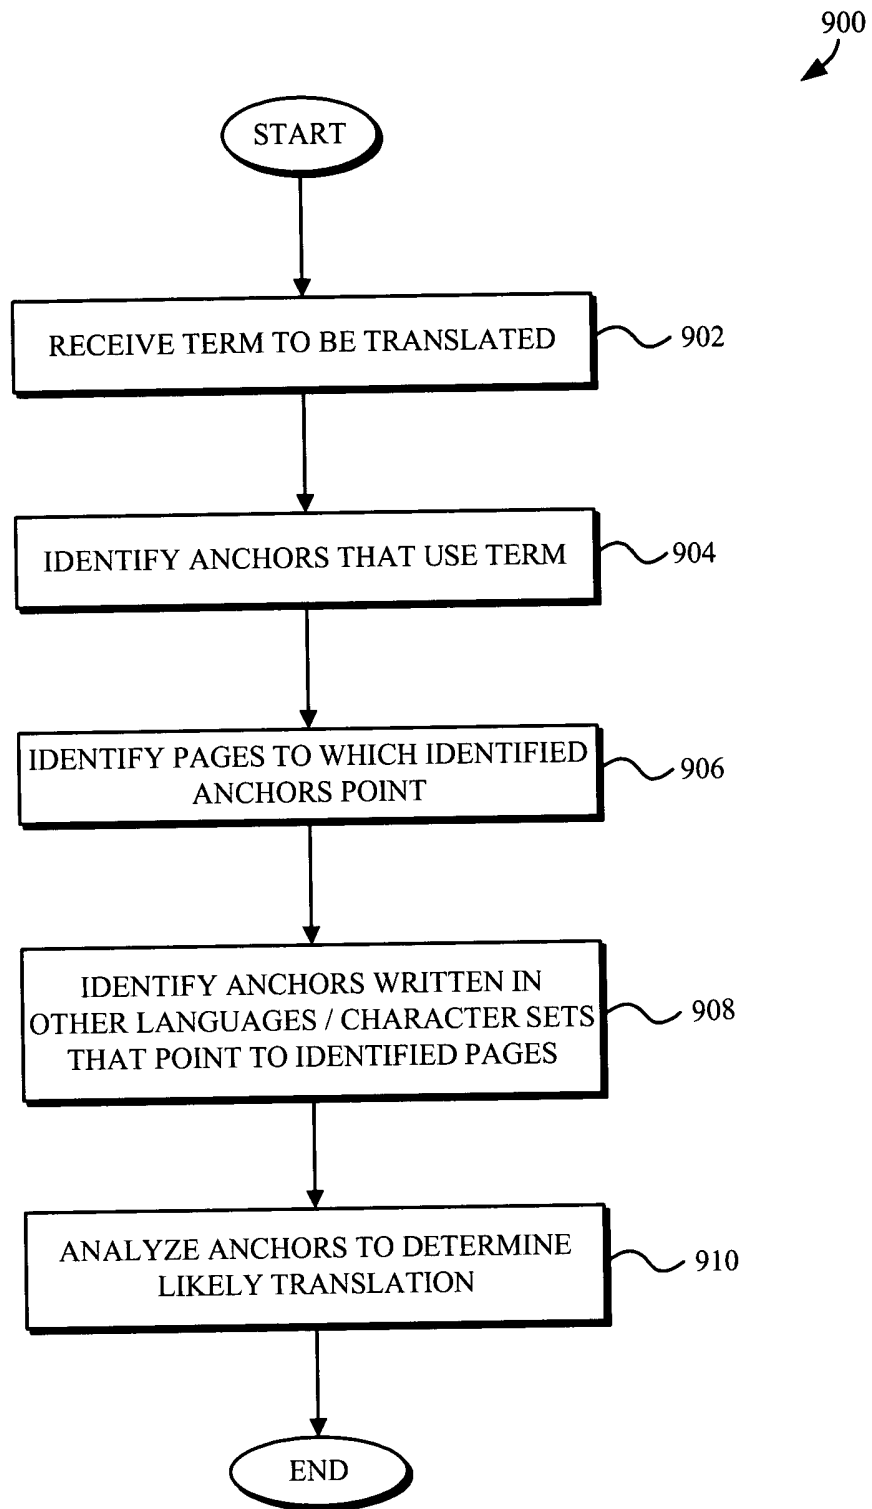 900
START
RECEIVE TERM TO BE TRANSLATED
902
IDENTIFY ANCHORS THAT USE TERM
904
IDENTIFY PAGES TO WHICH IDENTIFIED
ANCHORS POINT
906
IDENTIFY ANCHORS WRITTEN IN
OTHER LANGUAGES / CHARACTER SETS
THAT POINT TO IDENTIFIED PAGES
908
ANALYZE ANCHORS TO DETERMINE
LIKELY TRANSLATION
910
END